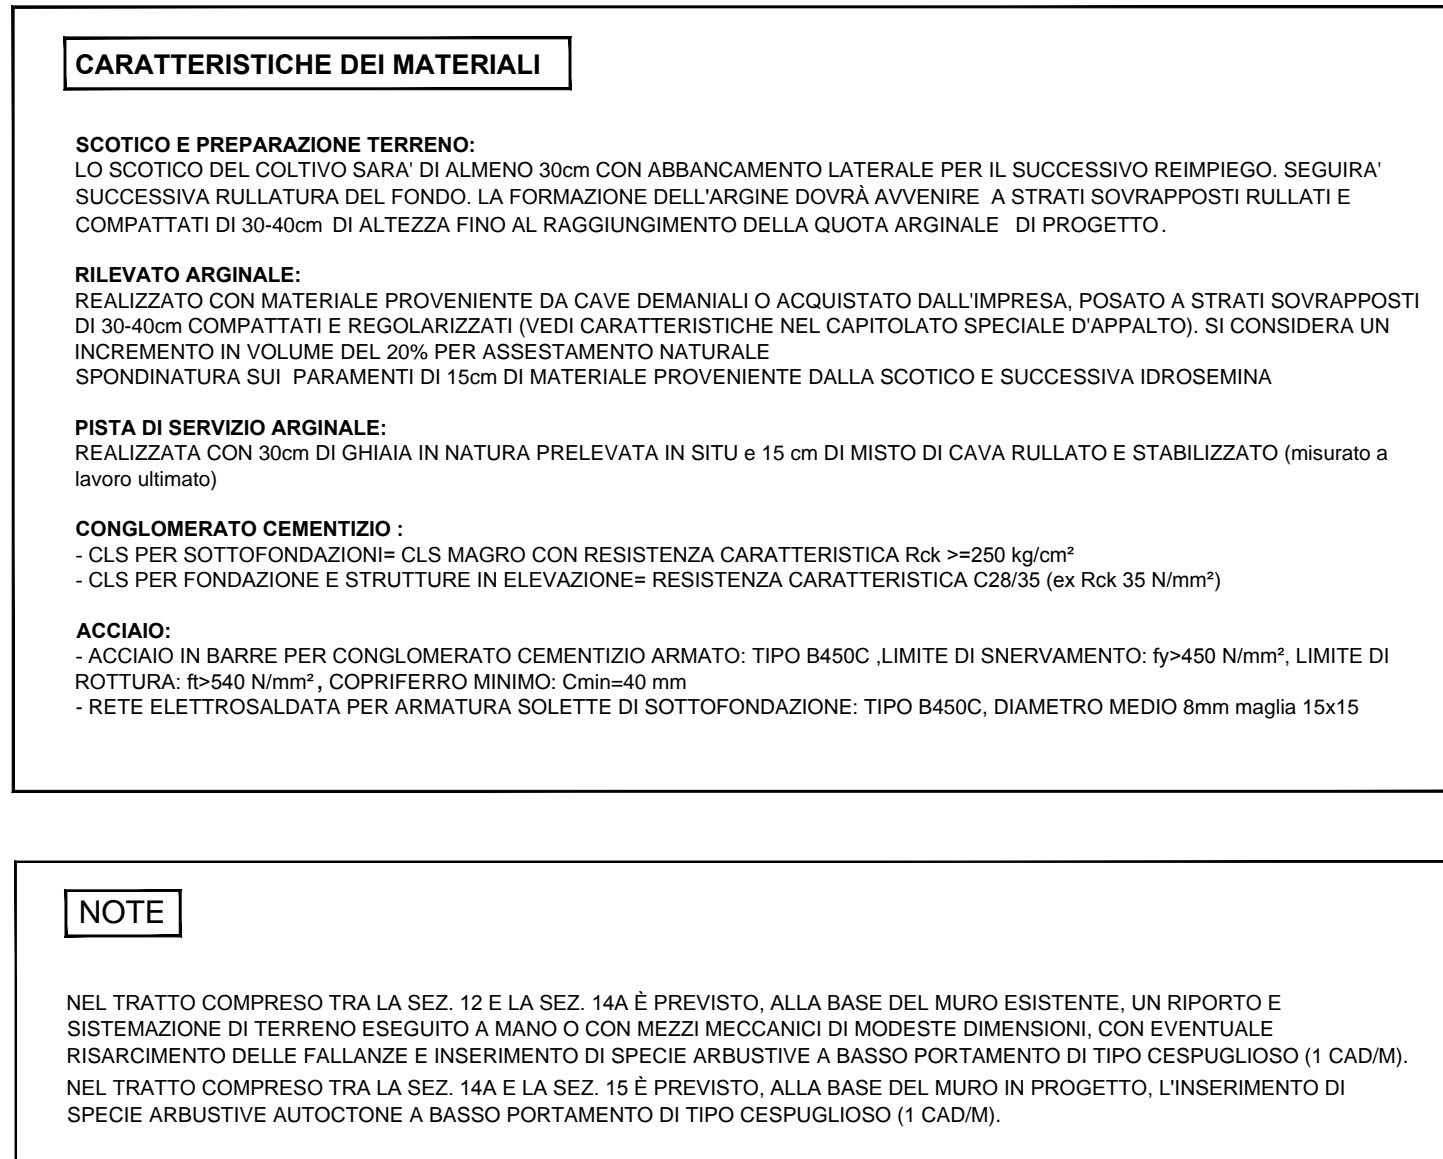 CARATTERISTICHE DEI MATERIALI
SCOTICO E PREPARAZIONE TERRENO:
LO SCOTICO DEL COLTIVO SARA' DI ALMENO 30cm CON ABBANCAMENTO LATERALE PER IL SUCCESSIVO REIMPIEGO. SEGUIRA'
SUCCESSIVA RULLATURA DEL FONDO. LA FORMAZIONE DELL'ARGINE DOVRÀ AVVENIRE A STRATI SOVRAPPOSTI RULLATI E
COMPATTATI DI 30-40cm DI ALTEZZA FINO AL RAGGIUNGIMENTO DELLA QUOTA ARGINALE DI PROGETTO.
RILEVATO ARGINALE:
REALIZZATO CON MATERIALE PROVENIENTE DA CAVE DEMANIALI O ACQUISTATO DALL'IMPRESA, POSATO A STRATI SOVRAPPOSTI
DI 30-40cm COMPATTATI E REGOLARIZZATI (VEDI CARATTERISTICHE NEL CAPITOLATO SPECIALE D'APPALTO). SI CONSIDERA UN
INCREMENTO IN VOLUME DEL 20% PER ASSESTAMENTO NATURALE
SPONDINATURA SUI PARAMENTI DI 15cm DI MATERIALE PROVENIENTE DALLA SCOTICO E SUCCESSIVA IDROSEMINA
PISTA DI SERVIZIO ARGINALE:
REALIZZATA CON 30cm DI GHIAIA IN NATURA PRELEVATA IN SITU e 15 cm DI MISTO DI CAVA RULLATO E STABILIZZATO (misurato a
lavoro ultimato)
CONGLOMERATO CEMENTIZIO :
- CLS PER SOTTOFONDAZIONI= CLS MAGRO CON RESISTENZA CARATTERISTICA Rck >=250 kg/cm²
- CLS PER FONDAZIONE E STRUTTURE IN ELEVAZIONE= RESISTENZA CARATTERISTICA C28/35 (ex Rck 35 N/mm²)
ACCIAIO:
- ACCIAIO IN BARRE PER CONGLOMERATO CEMENTIZIO ARMATO: TIPO B450C ,LIMITE DI SNERVAMENTO: fy>450 N/mm², LIMITE DI
ROTTURA: ft>540 N/mm², COPRIFERRO MINIMO: Cmin=40 mm
- RETE ELETTROSALDATA PER ARMATURA SOLETTE DI SOTTOFONDAZIONE: TIPO B450C, DIAMETRO MEDIO 8mm maglia 15x15
NOTE
NEL TRATTO COMPRESO TRA LA SEZ. 12 E LA SEZ. 14A È PREVISTO, ALLA BASE DEL MURO ESISTENTE, UN RIPORTO E
SISTEMAZIONE DI TERRENO ESEGUITO A MANO O CON MEZZI MECCANICI DI MODESTE DIMENSIONI, CON EVENTUALE
RISARCIMENTO DELLE FALLANZE E INSERIMENTO DI SPECIE ARBUSTIVE A BASSO PORTAMENTO DI TIPO CESPUGLIOSO (1 CAD/M).
NEL TRATTO COMPRESO TRA LA SEZ. 14A E LA SEZ. 15 È PREVISTO, ALLA BASE DEL MURO IN PROGETTO, L'INSERIMENTO DI
SPECIE ARBUSTIVE AUTOCTONE A BASSO PORTAMENTO DI TIPO CESPUGLIOSO (1 CAD/M).